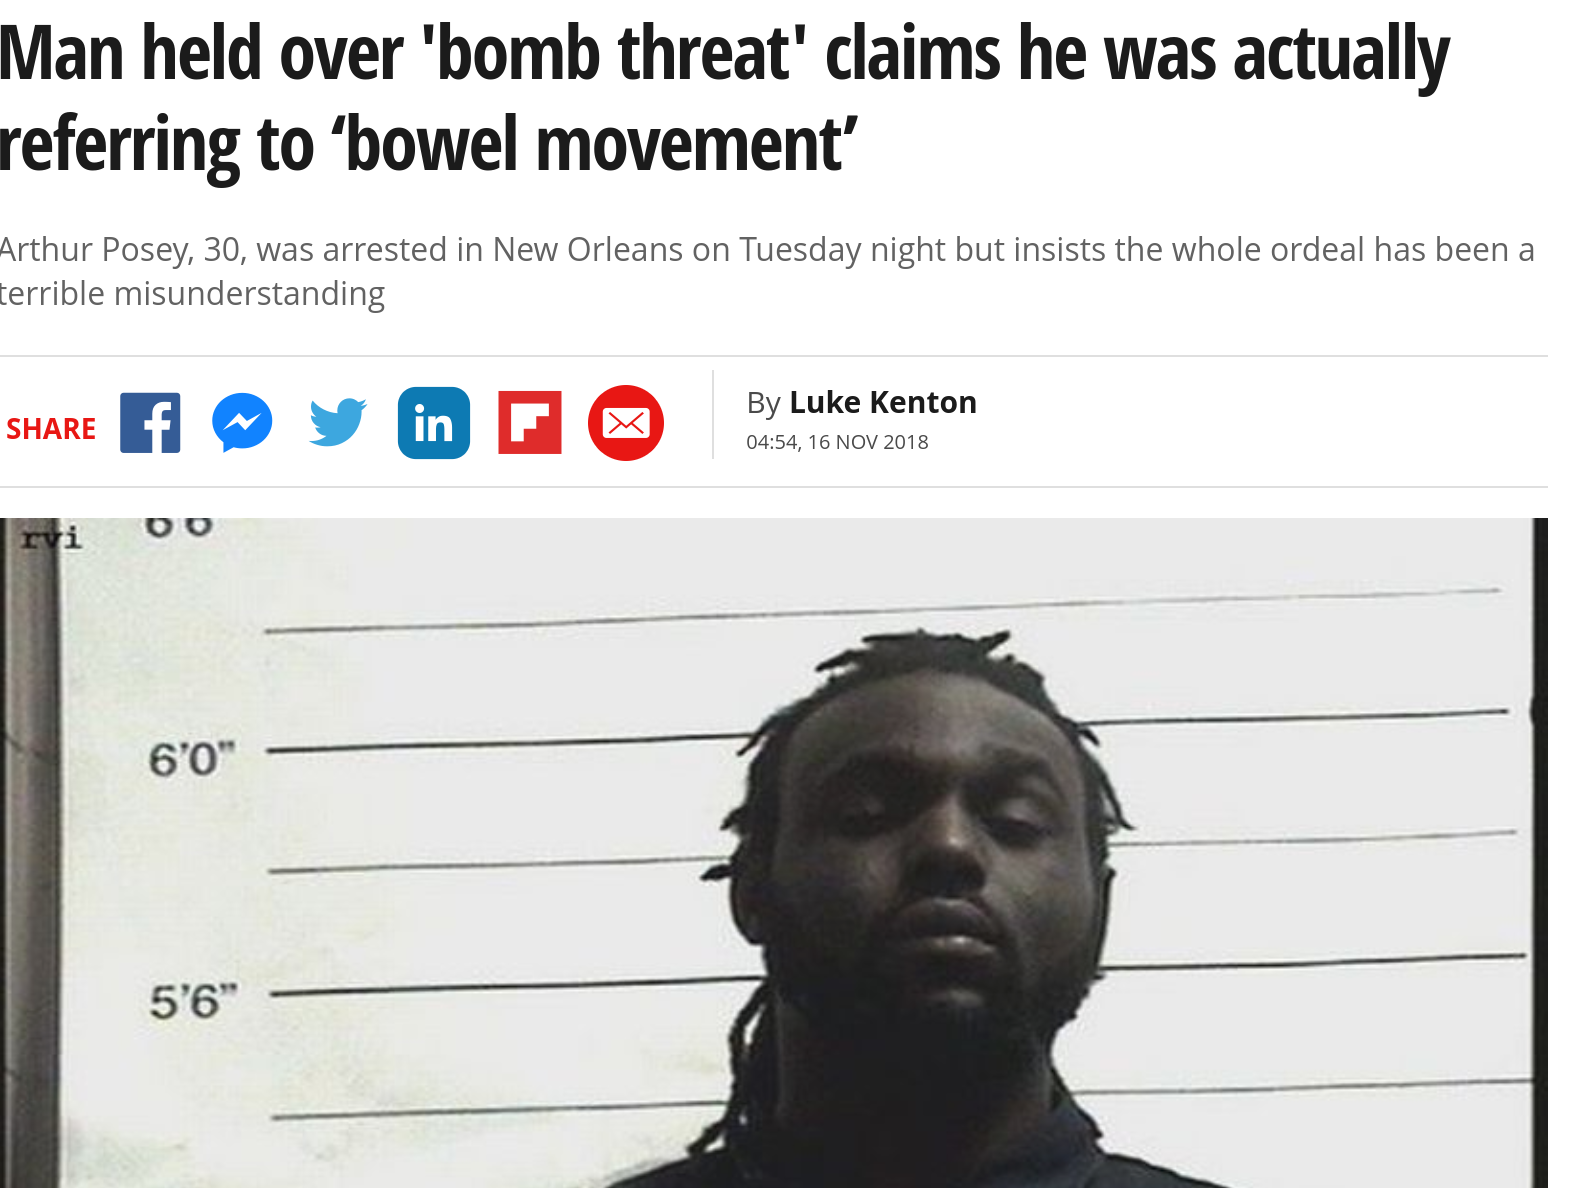 Man held over 'bomb threat' claims he was actually
referring to ‘bowel movement’
Arthur Posey, 30, was arrested in New Orleans on Tuesday night but insists the whole ordeal has been a
terrible misunderstanding
SHARE
in
By Luke Kenton
04:54, 16 NOV 2018
rvi
6'0"
5'6"